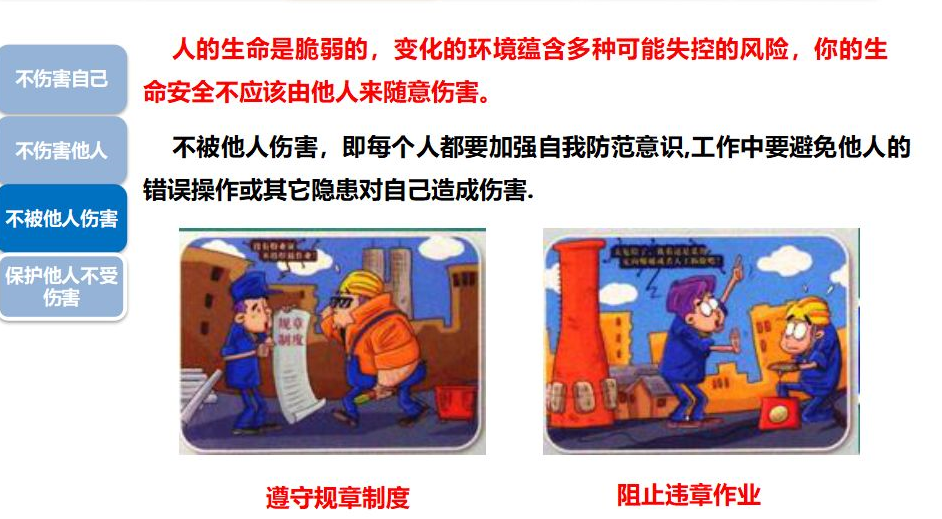 人的生命是脆弱的，变化的环境蕴含多种可能失控的风险，你的生
命安全不应该由他人来随意伤害。
不伤害自己
不伤害他人
不被他人伤害
保护他人不受
伤害
不被他人伤害，即每个人都要加强自我防范意识,工作中要避免他人的
错误操作或其它隐患对自己造成伤害.
规章
制度
遵守规章制度
阻止违章作业